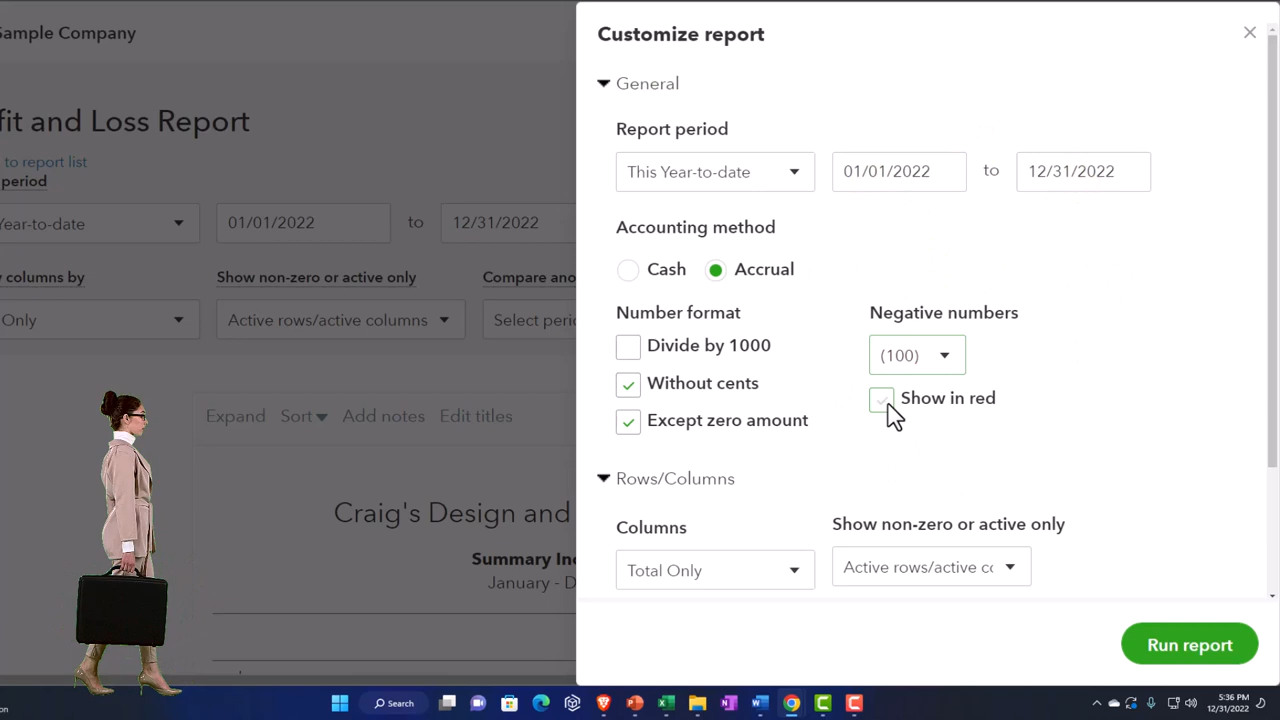 Sample Company
Customize report
General
fit and Loss Report
Report period
to report list
period
This Year-to-date
01/01/2022
to
12/31/2022
Year-to-date
01/01/2022
to
12/31/2022
Accounting method
Cash
Accrual
columns by
Show non-zero or active only
Compare ano
Only
Active rows/active columns
Select perio
Number format
Negative numbers
Divide by 1000
(100)
Without cents
Show in red
Except zero amount
Expand
Sort
Add notes
Edit titles
Rows/Columns
Craig's Design and
Columns
Show non-zero or active only
Summary Inc
January - D
Total Only
Active rows/active co
Run report
Search
5:36 PM
12/31/2022